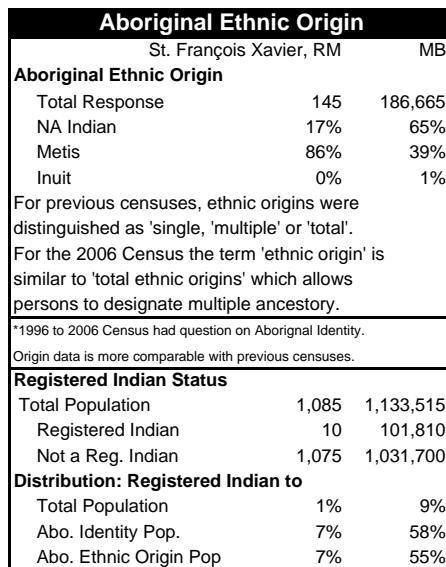 Aboriginal Ethnic Origin
St. François Xavier, RM MB
Aboriginal Ethnic Origin
Total Response 145 186,665
NA Indian 17% 65%
Metis 86% 39%
Inuit 0% 1%
For previous censuses, ethnic origins were
distinguished as 'single, 'multiple' or 'total'.
For the 2006 Census the term 'ethnic origin' is
similar to 'total ethnic origins' which allows
persons to designate multiple ancestory.
*1996 to 2006 Census had question on Aborignal Identity.
Origin data is more comparable with previous censuses.
Registered Indian Status
Total Population 1,085 1,133,515
Registered Indian 10 101,810
Not a Reg. Indian 1,075 1,031,700
Distribution: Registered Indian to
Total Population 1% 9%
Abo. Identity Pop. 7% 58%
Abo. Ethnic Origin Pop 7% 55%